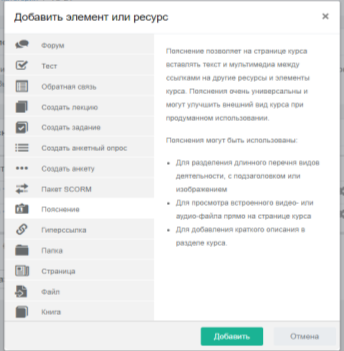 Добавить элемент или ресурс
×
Форум
Тест
Обратная связь
Создать лекцию
Создать задание
Создать анкетный опрос
Создать анкету
Пакет SCORM
Пояснение
Гиперссылка
Папка
Страница
Файл
Книга
Пояснение позволяет на странице курса
вставлять текст и мультимедиа между
ссылками на другие ресурсы и элементы
курса. Пояснения очень универсальны и
могут улучшить внешний вид курса при
продуманном использовании.
Пояснения могут быть использованы:
Для разделения длинного перечня видов
деятельности, с подзаголовком или
изображением
Для просмотра встроенного видео- или
аудио-файла прямо на странице курса
Для добавления краткого описания в
разделе курса.
Добавить
Отмена